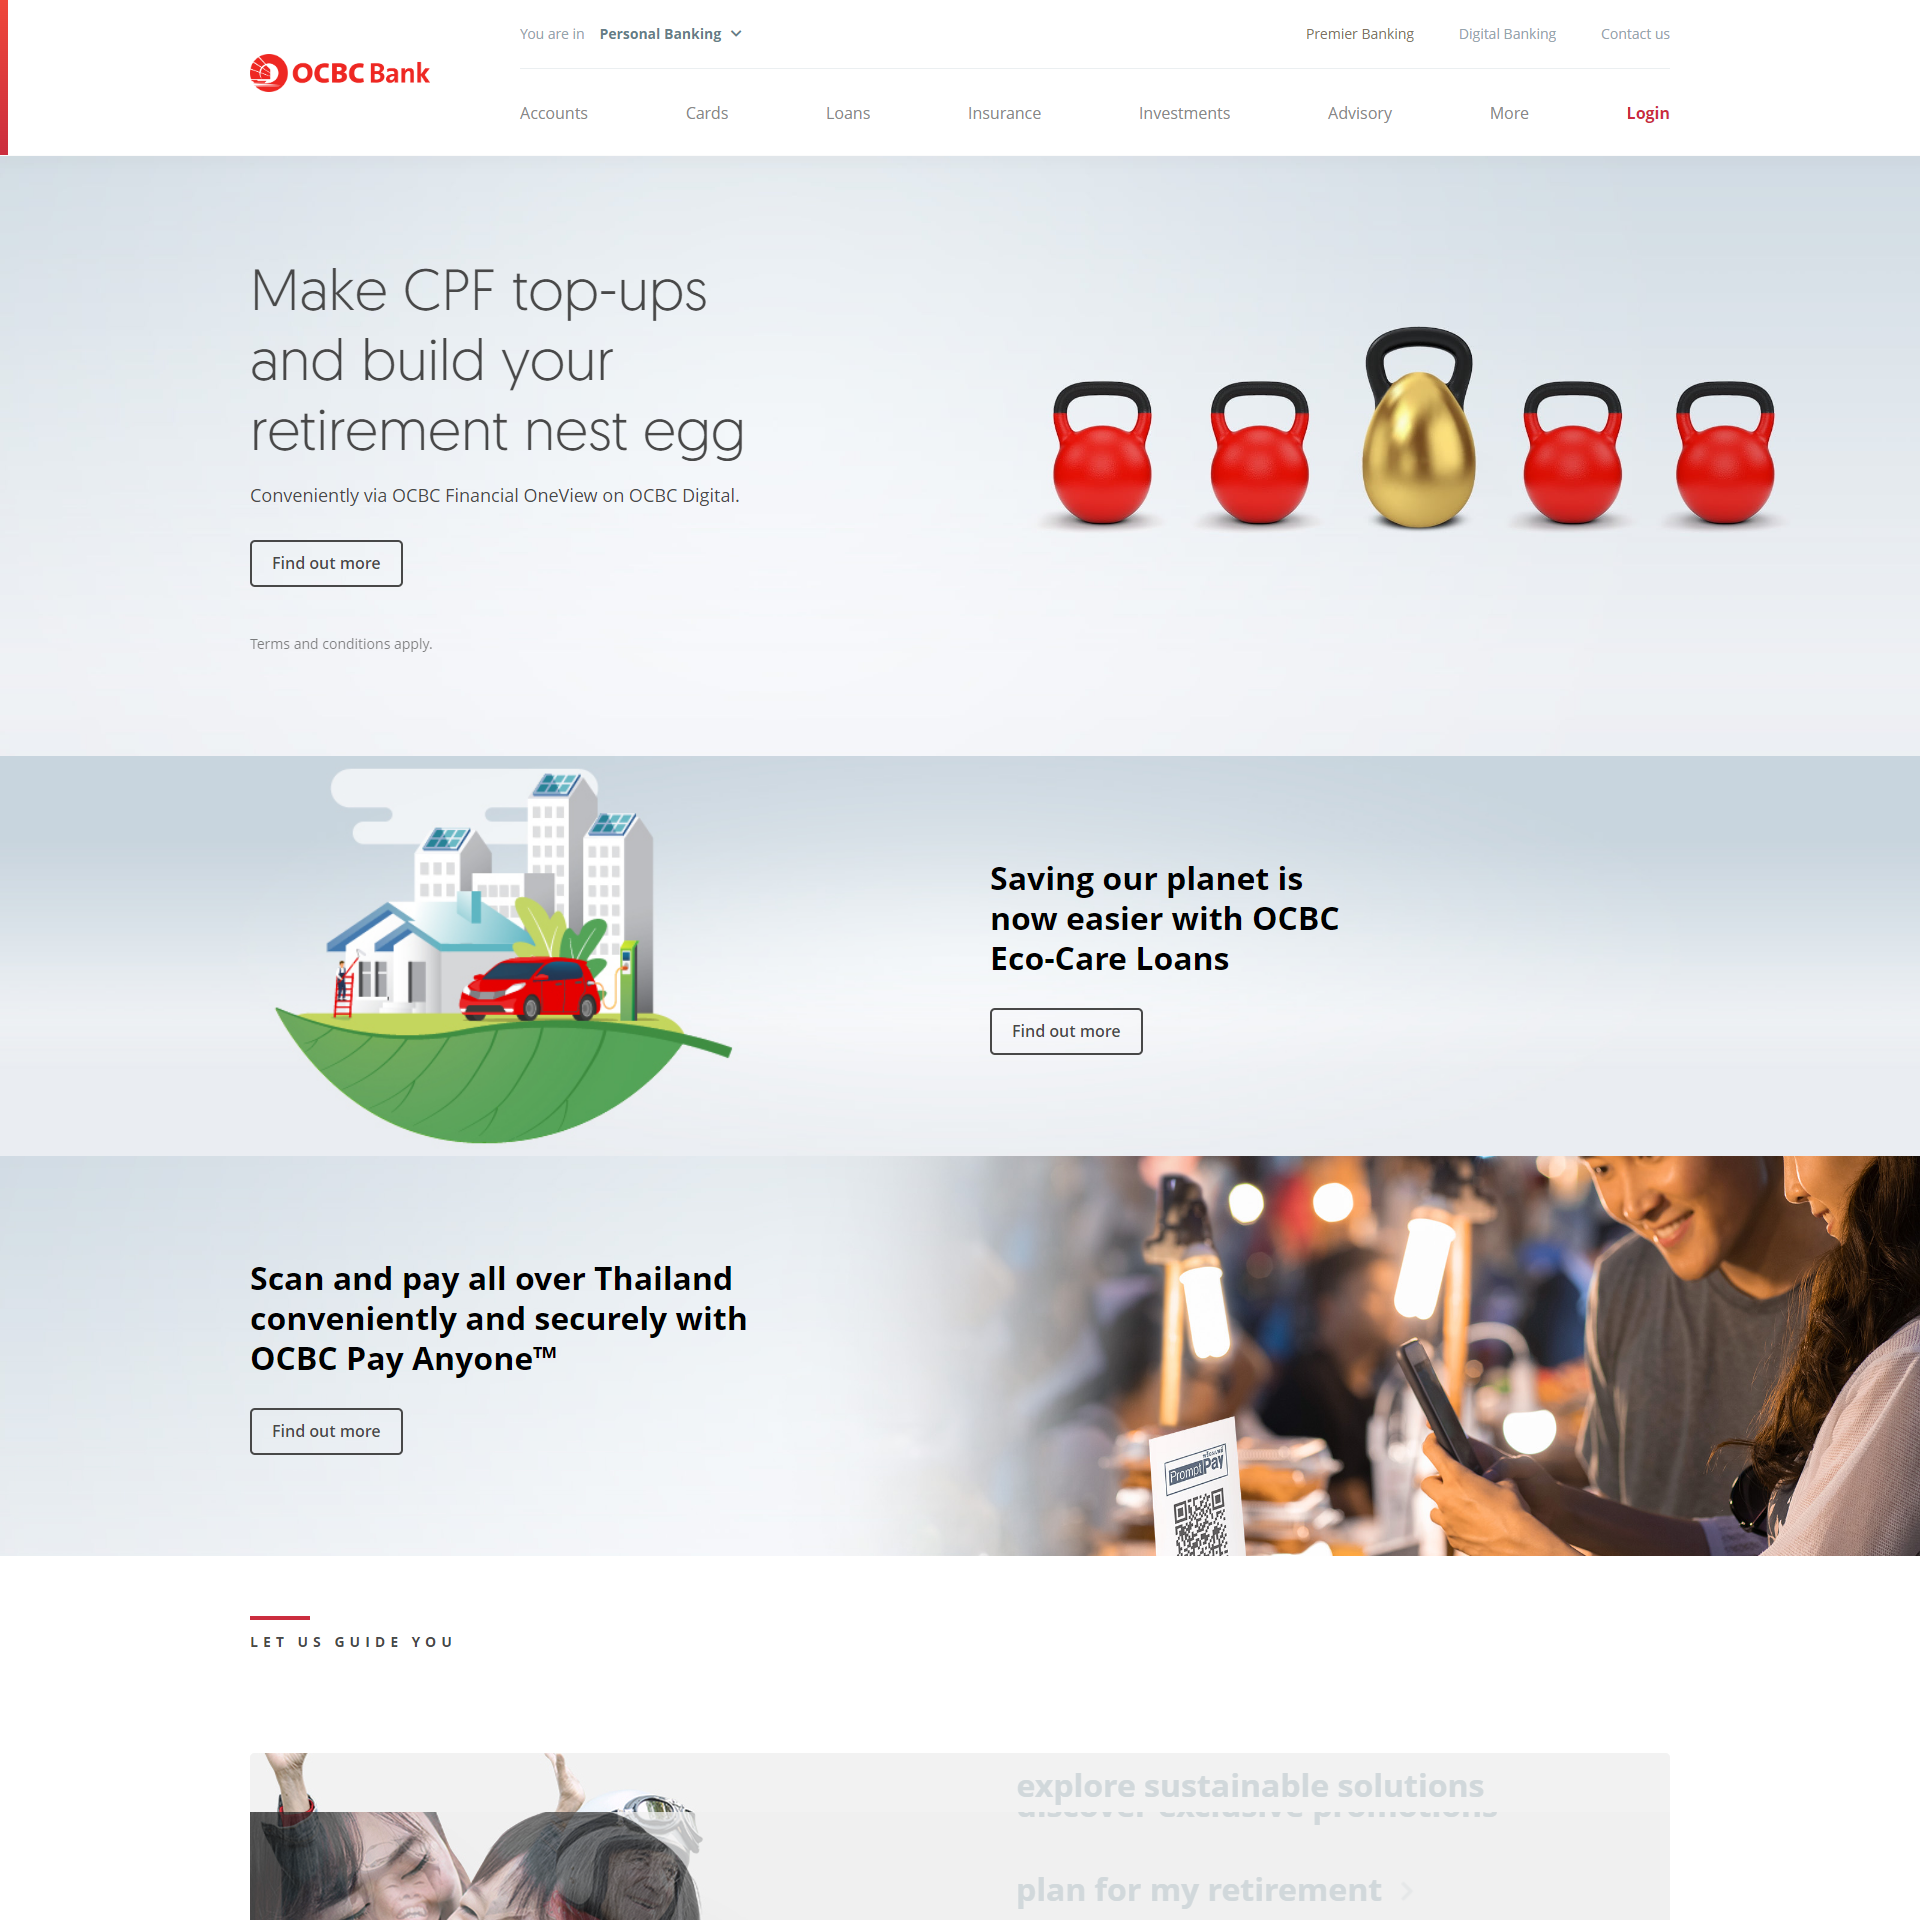 You are in Personal Banking
Premier Banking
Digital Banking
Contact us
OCBC Bank
Accounts
Cards
Loans
Insurance
Investments
Advisory
More
Login
Make CPF top-ups
and build your
retirement nest egg
Conveniently via OCBC Financial OneView on OCBC Digital.
Find out more
Terms and conditions apply.
Saving our planet is
now easier with OCBC
Eco-Care Loans
Find out more
Scan and pay all over Thailand
conveniently and securely with
OCBC Pay Anyone™
Find out more
PromptPay
LET US GUIDE YOU
explore sustainable solutions
discover exclusive promotions
plan for my retirement